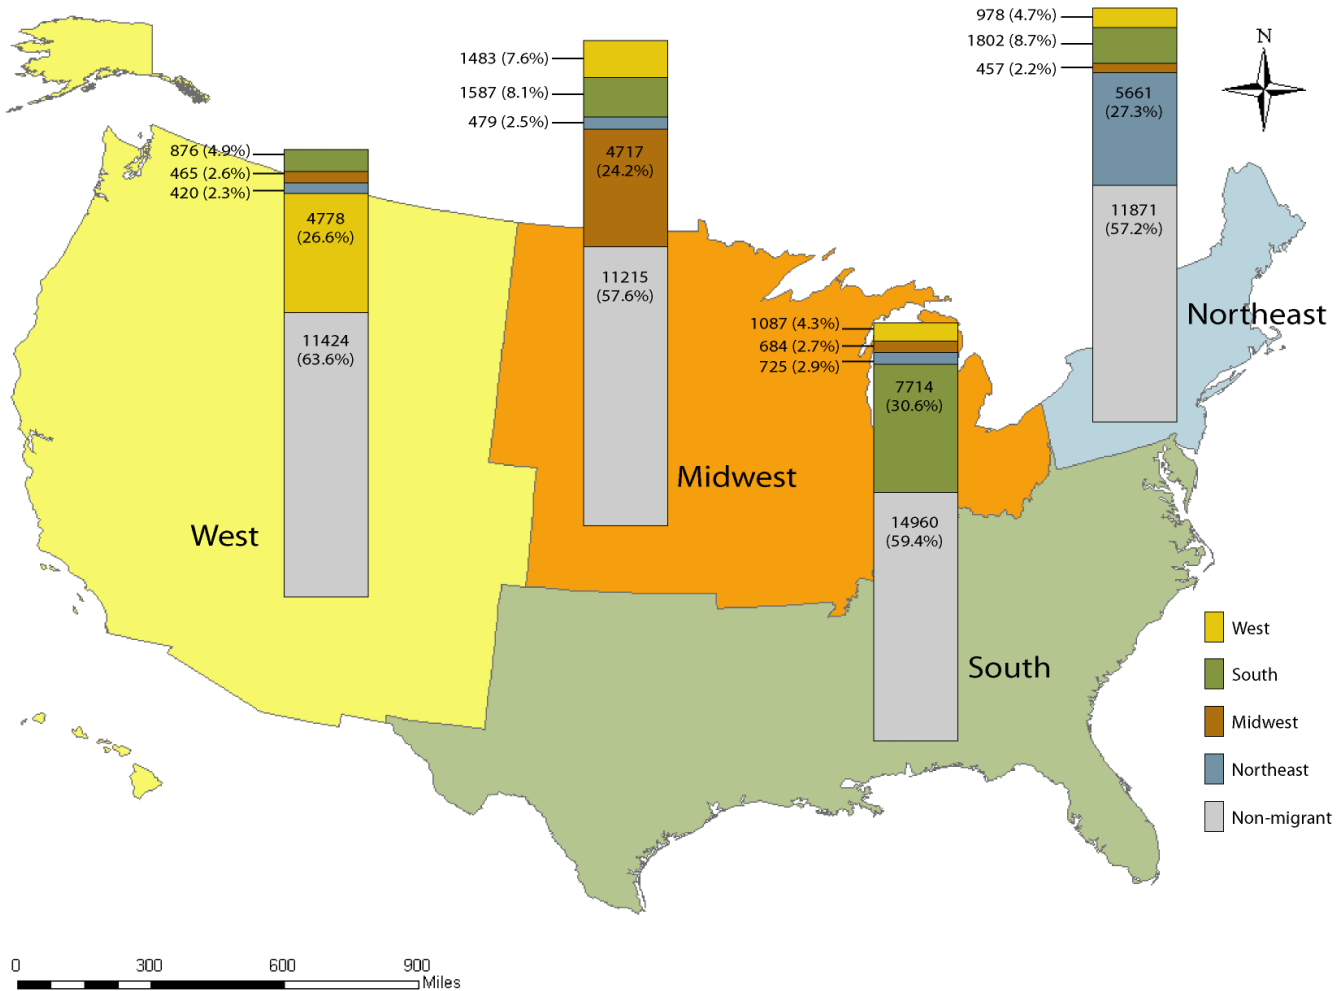 978 (4.7%)
1802 (8.7%)
457 (2.2%)
5661
(27.3%)
11871
(57.2%)
N
1483 (7.6%)
1587 (8.1%)
479 (2.5%)
4717
(24.2%)
11215
(57.6%)
876 (4.9%)
465 (2.6%)
420 (2.3%)
4778
(26.6%)
11424
(63.6%)
1087 (4.3%)
684 (2.7%)
725 (2.9%)
7714
(30.6%)
14960
(59.4%)
Northeast
Midwest
West
South
West
South
Midwest
Northeast
Non-migrant
0 300 600 900
Miles